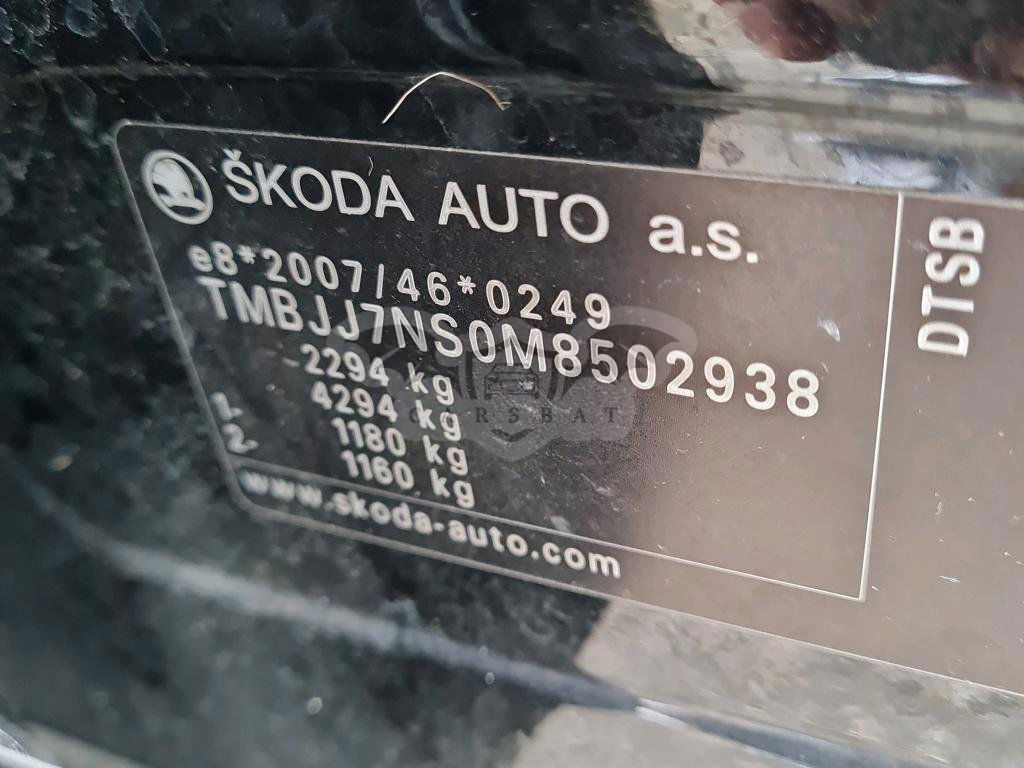 ŠKODA AUTO a.s.
e8*2007/46*0249
TMBJJ7NS0M8502938
-2294 kg
4294 kg
1. 1180 kg
2. 1160 kg
www.skoda-auto.com
DTSB
CARSBAT